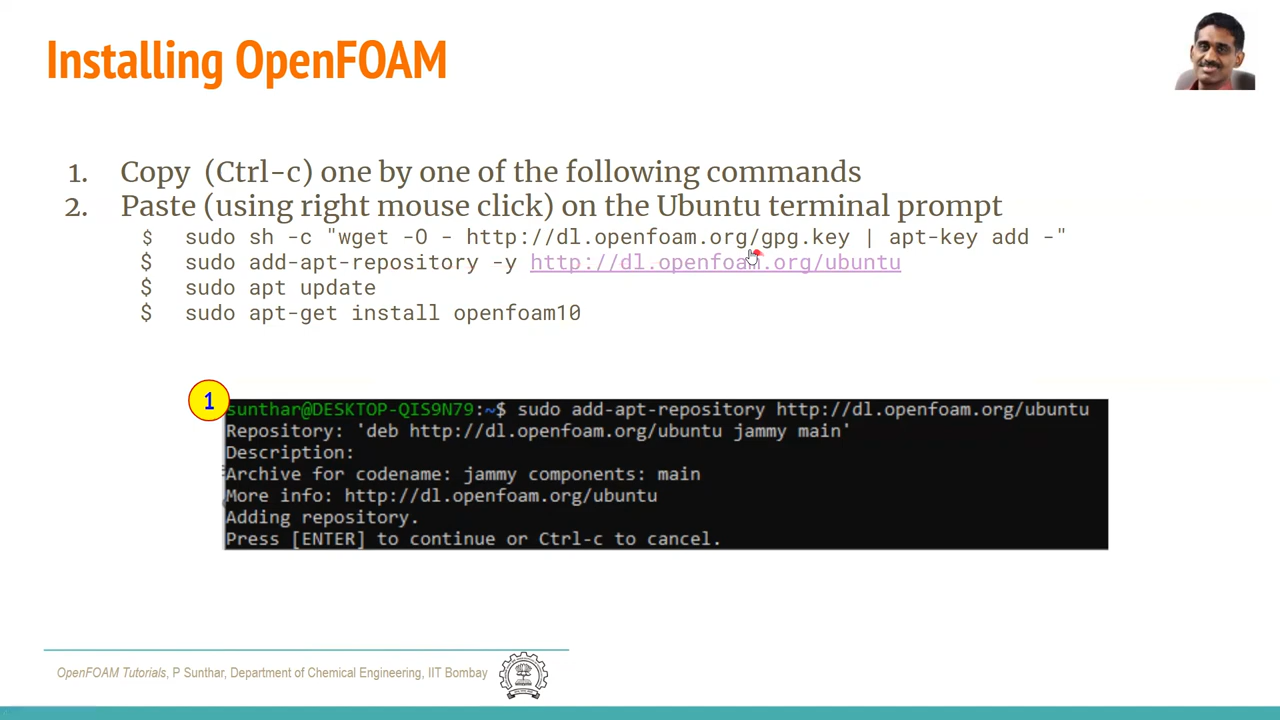 Installing OpenFOAM
1. Copy (Ctrl-c) one by one of the following commands
2. Paste (using right mouse click) on the Ubuntu terminal prompt
$ sudo sh -c "wget -O - http://dl.openfoam.org/gpg.key | apt-key add -"
$ sudo add-apt-repository -y http://dl.openfoam.org/ubuntu
$ sudo apt update
$ sudo apt-get install openfoam10
1
sunthar@DESKTOP-QIS9N79:~$ sudo add-apt-repository http://dl.openfoam.org/ubuntu
Repository: 'deb http://dl.openfoam.org/ubuntu jammy main'
Description:
Archive for codename: jammy components: main
More info: http://dl.openfoam.org/ubuntu
Adding repository.
Press [ENTER] to continue or Ctrl-c to cancel.
OpenFOAM Tutorials, P Sunthar, Department of Chemical Engineering, IIT Bombay